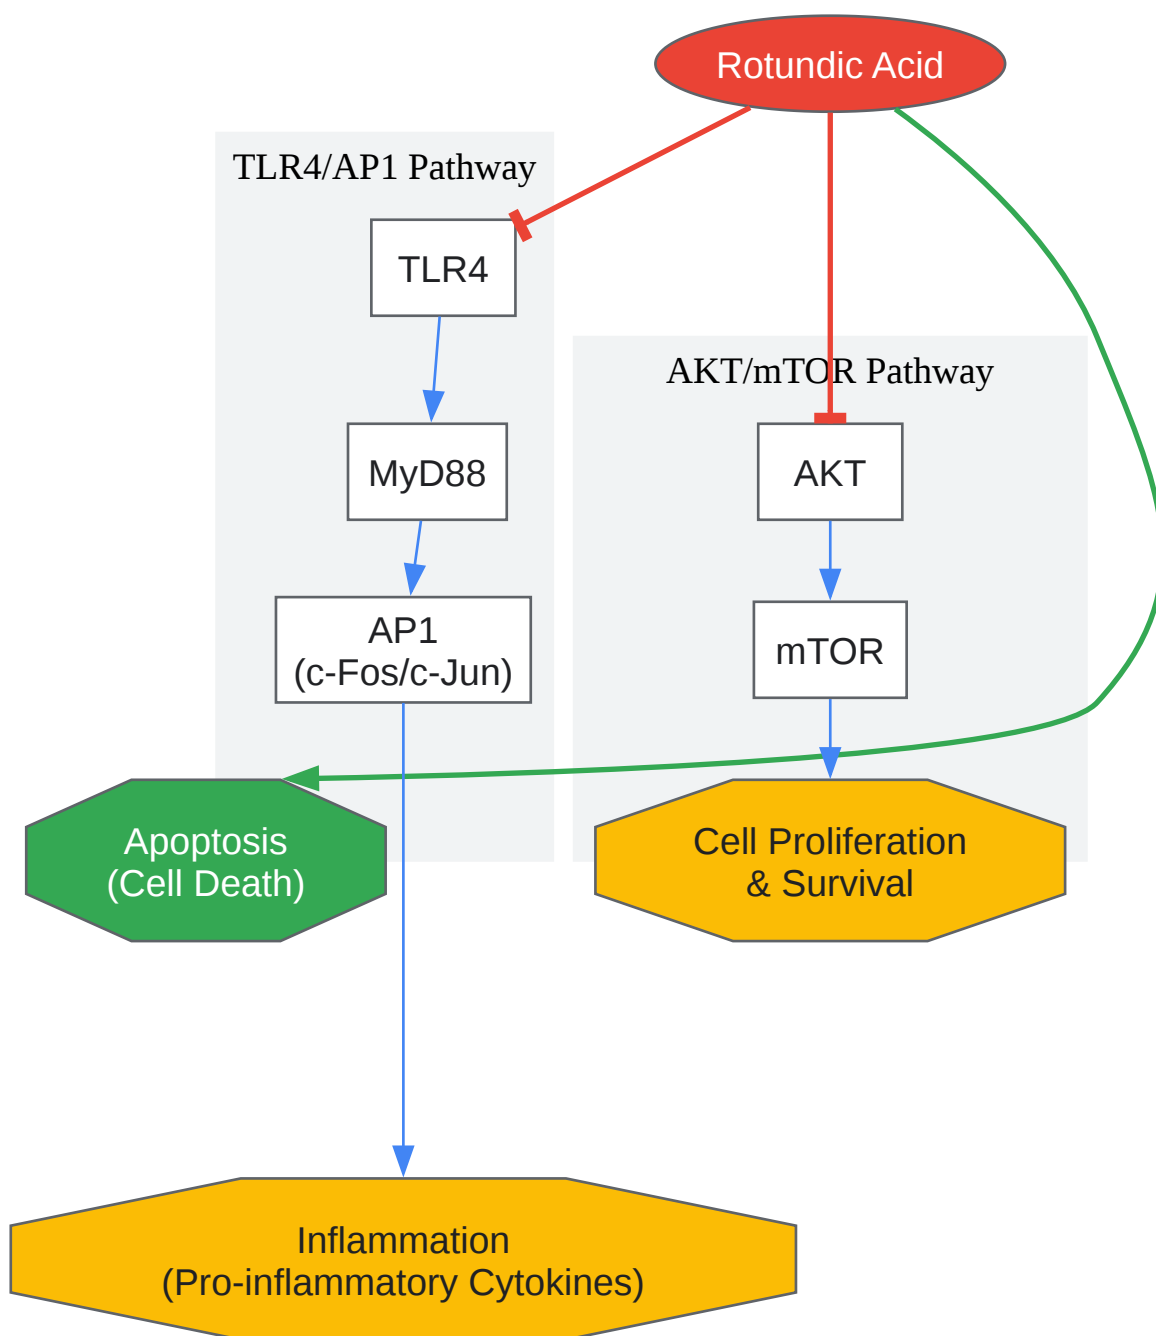 Rotundic Acid
TLR4/AP1 Pathway
TLR4
MyD88
AP1
(c-Fos/c-Jun)
AKT/mTOR Pathway
AKT
mTOR
Apoptosis
(Cell Death)
Cell Proliferation
& Survival
Inflammation
(Pro-inflammatory Cytokines)